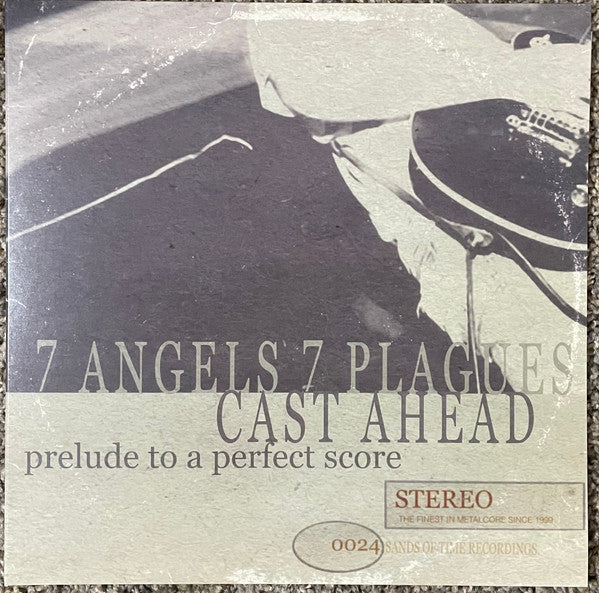 7 ANGELS 7 PLAGUES
CAST AHEAD
prelude to a perfect score
STEREO
THE FINEST IN METALCORE SINCE 1999
0024 SANDS OF TIME RECORDINGS